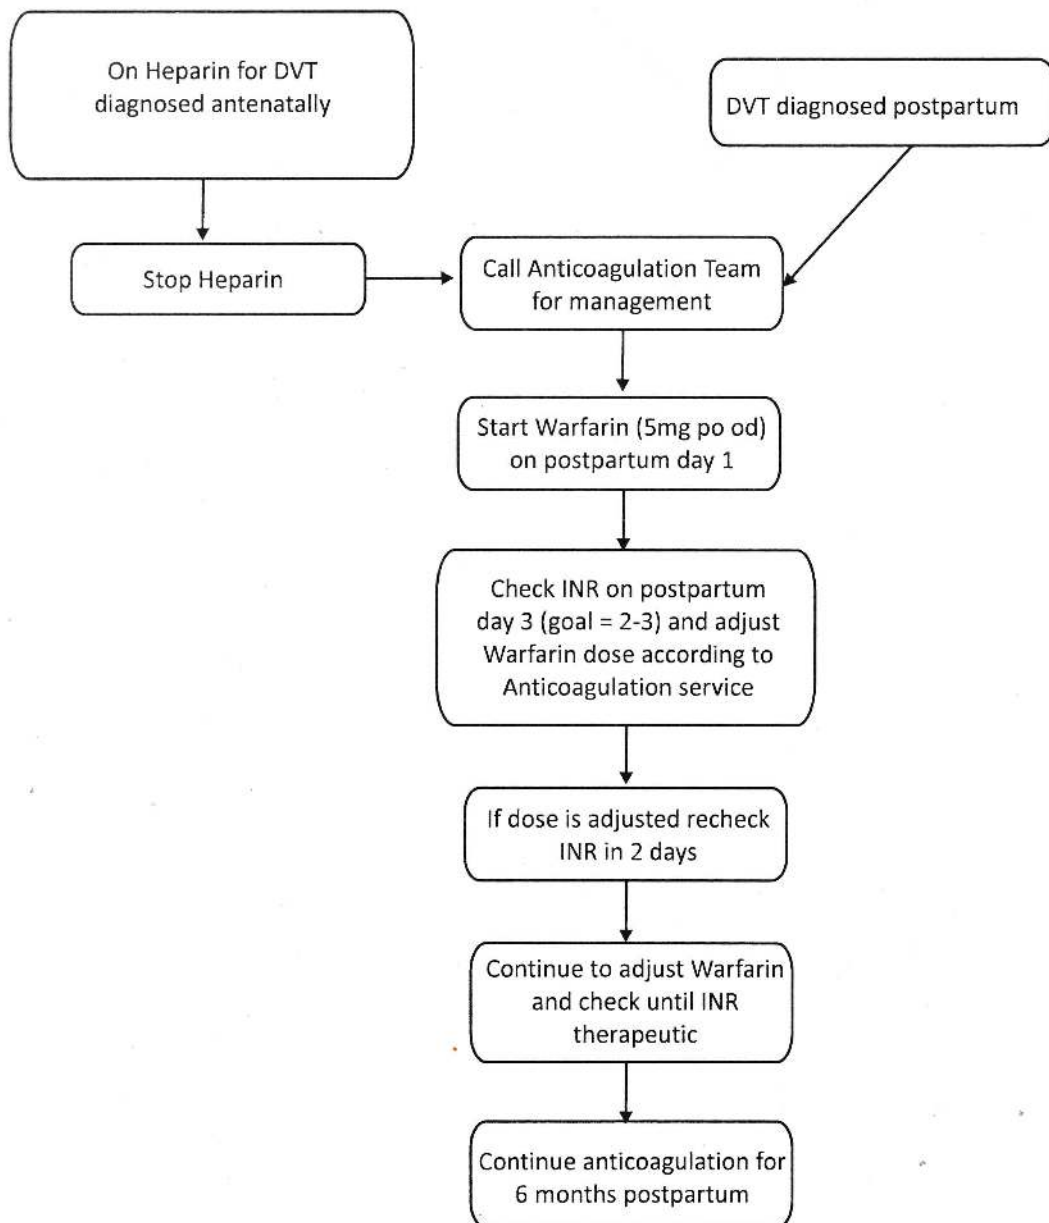 On Heparin for DVT
diagnosed antenatally
DVT diagnosed postpartum
Stop Heparin
Call Anticoagulation Team
for management
Start Warfarin (5mg po od)
on postpartum day 1
Check INR on postpartum
day 3 (goal = 2-3) and adjust
Warfarin dose according to
Anticoagulation service
If dose is adjusted recheck
INR in 2 days
Continue to adjust Warfarin
and check until INR
therapeutic
Continue anticoagulation for
6 months postpartum